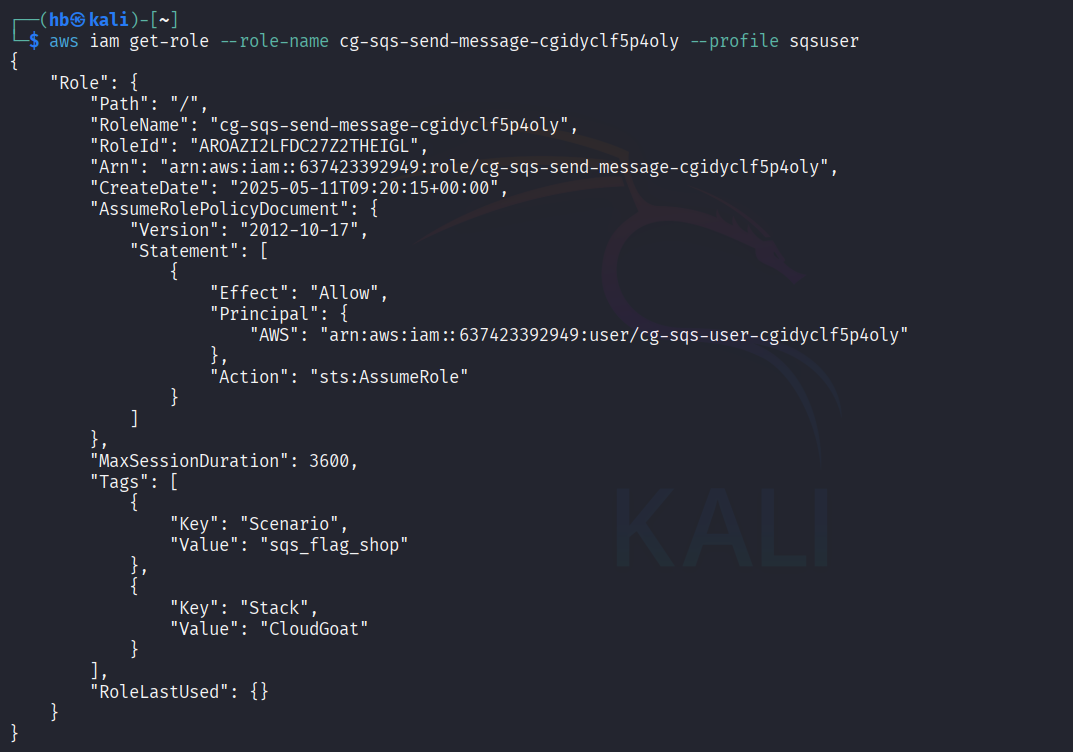 ┌──(hb㉿kali)-[~]
└─$ aws iam get-role --role-name cg-sqs-send-message-cgidyclf5p4oly --profile sqsuser
{
    "Role": {
        "Path": "/",
        "RoleName": "cg-sqs-send-message-cgidyclf5p4oly",
        "RoleId": "AROAZI2LFDC27Z2THEIGL",
        "Arn": "arn:aws:iam::637423392949:role/cg-sqs-send-message-cgidyclf5p4oly",
        "CreateDate": "2025-05-11T09:20:15+00:00",
        "AssumeRolePolicyDocument": {
            "Version": "2012-10-17",
            "Statement": [
                {
                    "Effect": "Allow",
                    "Principal": {
                        "AWS": "arn:aws:iam::637423392949:user/cg-sqs-user-cgidyclf5p4oly"
                    },
                    "Action": "sts:AssumeRole"
                }
            ]
        },
        "MaxSessionDuration": 3600,
        "Tags": [
            {
                "Key": "Scenario",
                "Value": "sqs_flag_shop"
            },
            {
                "Key": "Stack",
                "Value": "CloudGoat"
            }
        ],
        "RoleLastUsed": {}
    }
}
KALI